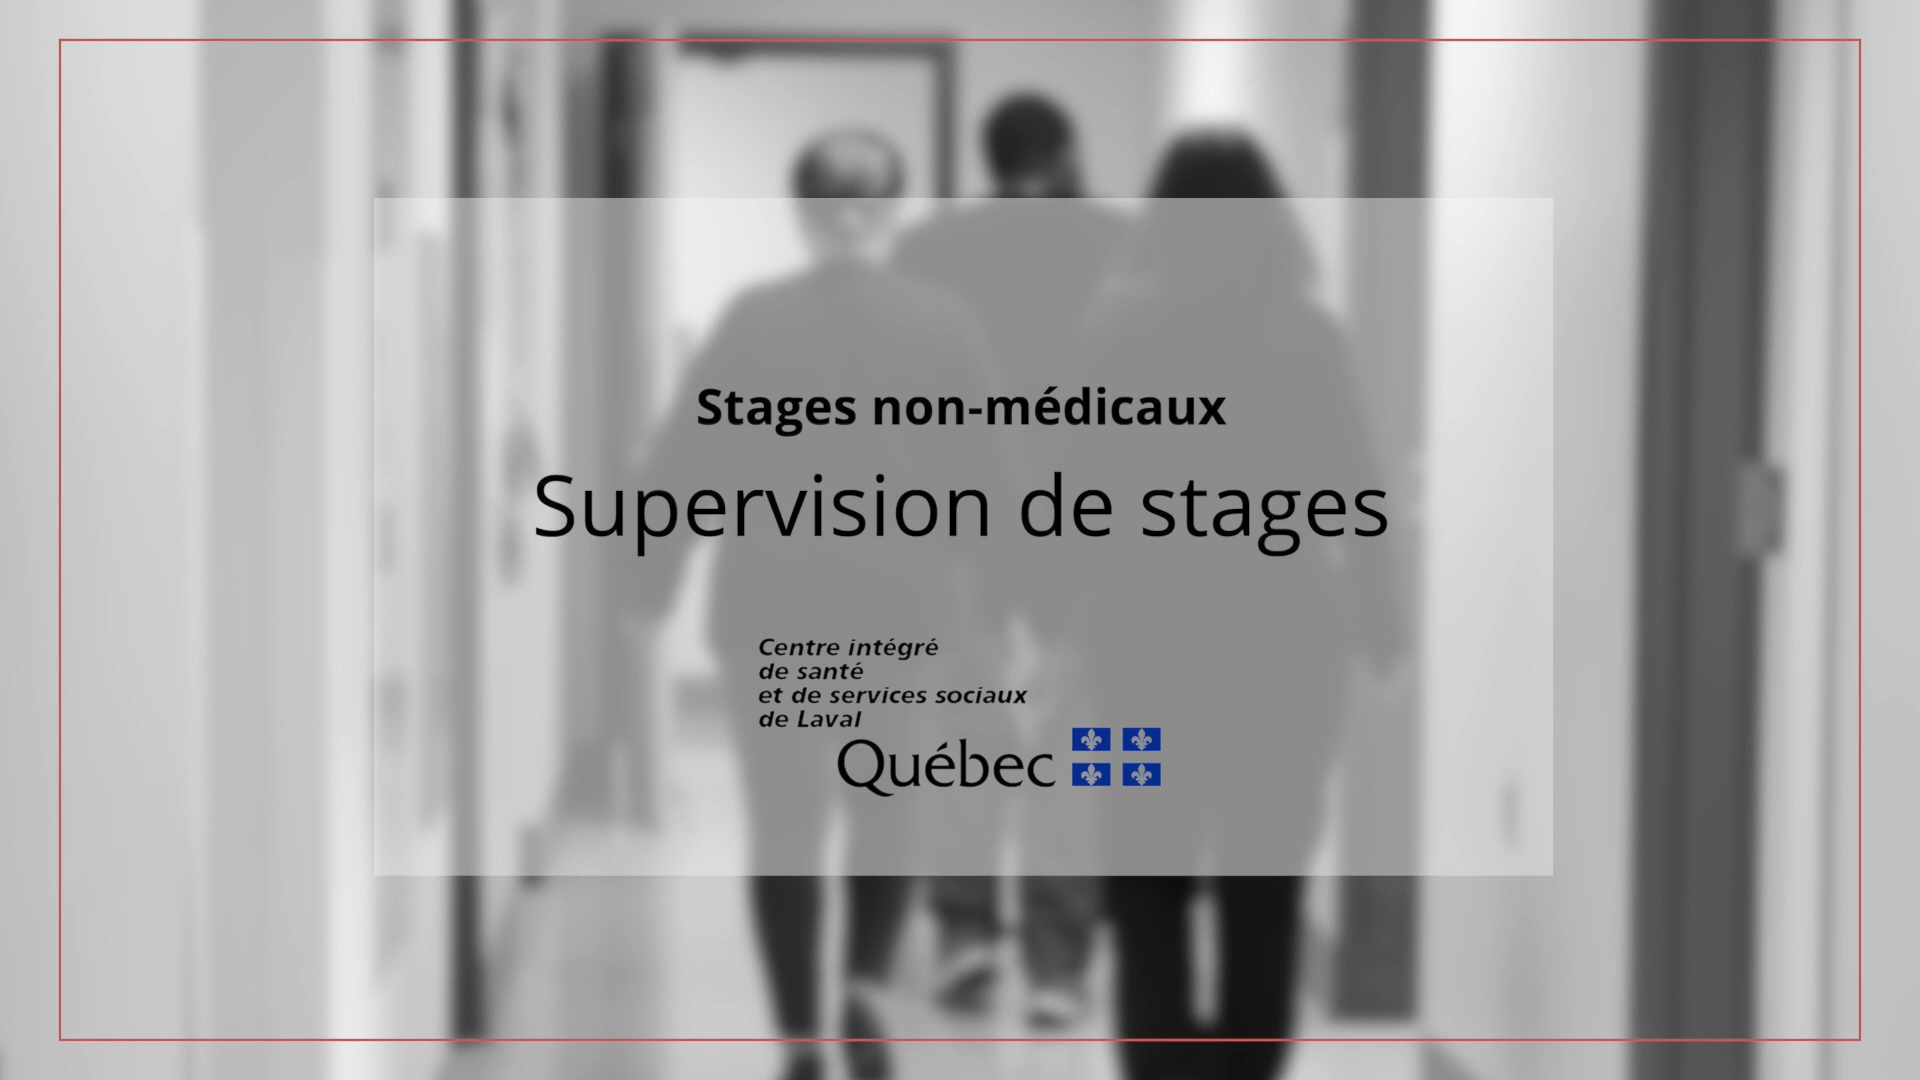 Stages non-médicaux
Supervision de stages
Centre intégré
de santé
et de services sociaux
de Laval
Québec